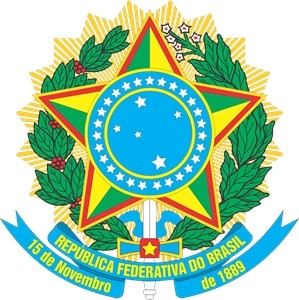 REPÚBLICA FEDERATIVA DO BRASIL
15 de Novembro
de 1889